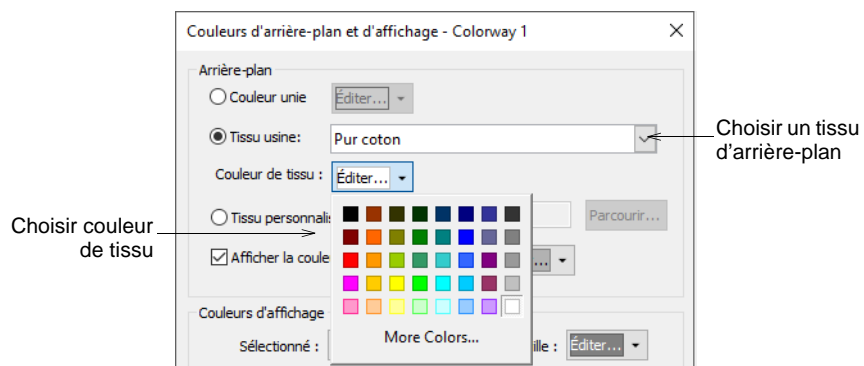 Couleurs d'arrière-plan et d'affichage - Colorway 1
Arrière-plan
Couleur unie
Éditer...
Tissu usine:
Pur coton
Choisir un tissu
d'arrière-plan
Couleur de tissu :
Éditer...
Tissu personnalis
Parcourir...
Choisir couleur
de tissu
Afficher la coule
...
More Colors...
Couleurs d'affichage
Sélectionné :
ille :
Éditer...